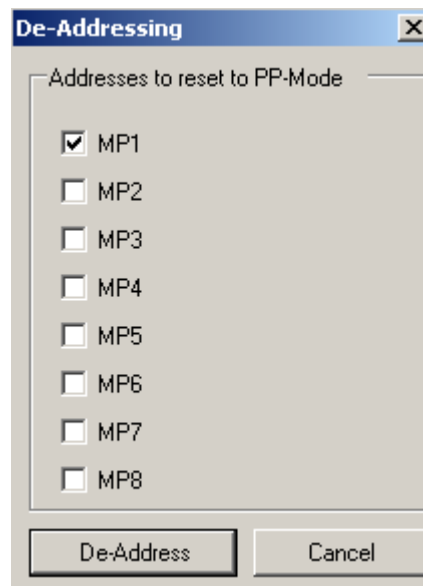 De-Addressing
Addresses to reset to PP-Mode
MP1
MP2
MP3
MP4
MP5
MP6
MP7
MP8
De-Address Cancel